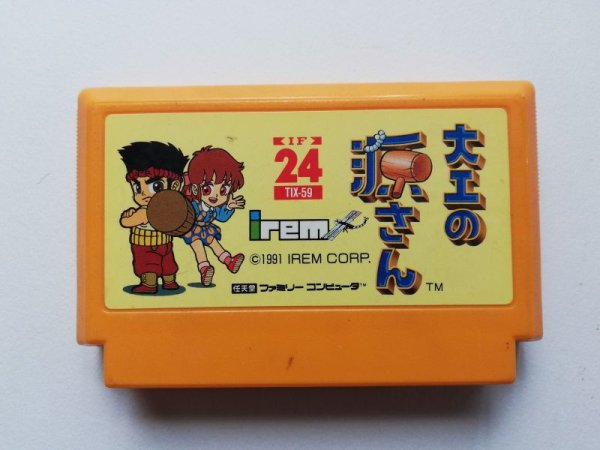 大工の
源さん
TM
IF
24
TIX-59
irem
©1991 IREM CORP.
任天堂 ファミリー コンピュータ™